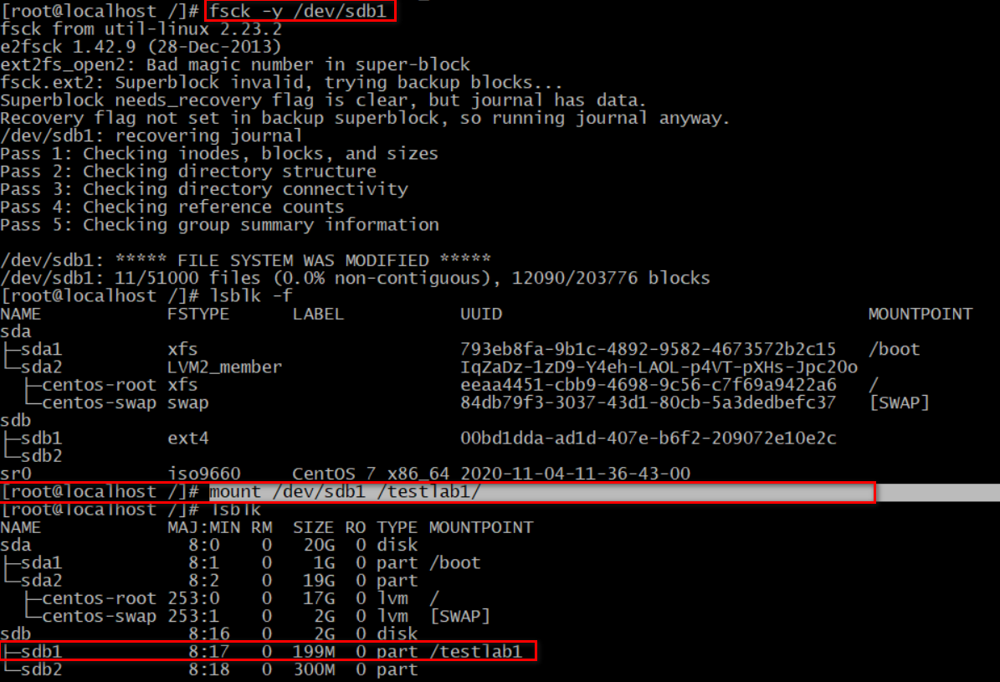 [root@localhost /]# fsck -y /dev/sdb1
fsck from util-linux 2.23.2
e2fsck 1.42.9 (28-Dec-2013)
ext2fs_open2: Bad magic number in super-block
fsck.ext2: Superblock invalid, trying backup blocks...
Superblock needs_recovery flag is clear, but journal has data.
Recovery flag not set in backup superblock, so running journal anyway.
/dev/sdb1: recovering journal
Pass 1: Checking inodes, blocks, and sizes
Pass 2: Checking directory structure
Pass 3: Checking directory connectivity
Pass 4: Checking reference counts
Pass 5: Checking group summary information

/dev/sdb1: ***** FILE SYSTEM WAS MODIFIED *****
/dev/sdb1: 11/51000 files (0.0% non-contiguous), 12090/203776 blocks
[root@localhost /]# lsblk -f
NAME            FSTYPE      LABEL           UUID                                   MOUNTPOINT
sda
├─sda1          xfs                         793eb8fa-9b1c-4892-9582-4673572b2c15   /boot
└─sda2          LVM2_member                 IqZaDz-1zD9-Y4eh-LAOL-p4VT-pXHs-Jpc2Oo
  ├─centos-root xfs                         eeaa4451-cbb9-4698-9c56-c7f69a9422a6   /
  └─centos-swap swap                        84db79f3-3037-43d1-80cb-5a3dedbefc37   [SWAP]
sdb
├─sdb1          ext4                        00bd1dda-ad1d-407e-b6f2-209072e10e2c
└─sdb2
sr0             iso9660     CentOS 7 x86_64 2020-11-04-11-36-43-00
[root@localhost /]# mount /dev/sdb1 /testlab1/
[root@localhost /]# lsblk
NAME            MAJ:MIN RM   SIZE RO TYPE MOUNTPOINT
sda               8:0    0    20G  0 disk
├─sda1            8:1    0     1G  0 part /boot
└─sda2            8:2    0    19G  0 part
  ├─centos-root 253:0    0    17G  0 lvm  /
  └─centos-swap 253:1    0     2G  0 lvm  [SWAP]
sdb               8:16   0     2G  0 disk
├─sdb1            8:17   0   199M  0 part /testlab1
└─sdb2            8:18   0   300M  0 part